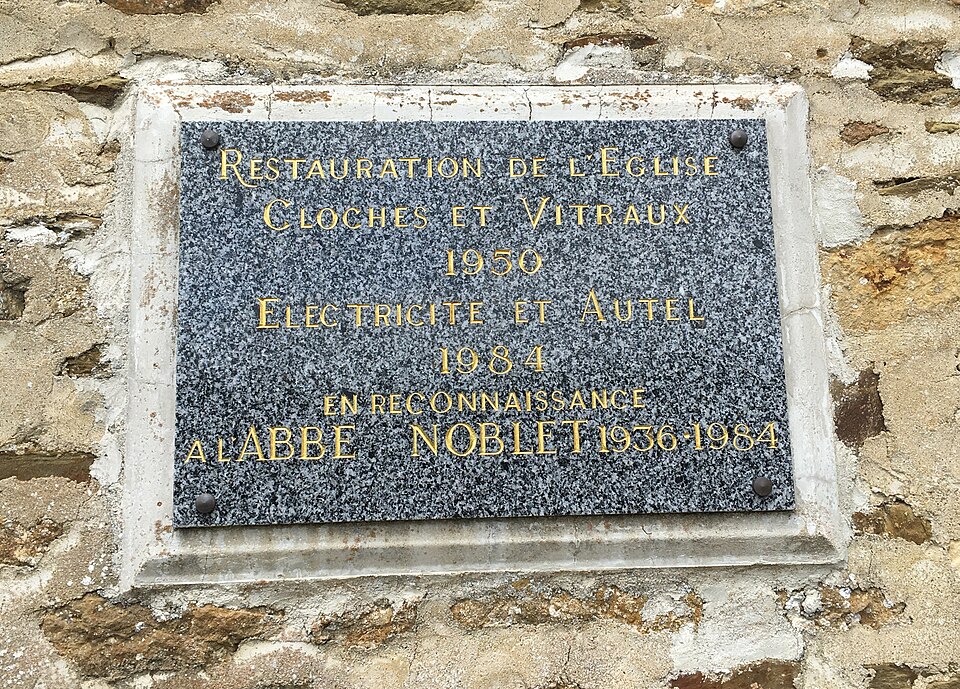 RESTAURATION DE L'EGLISE
CLOCHES ET VITRAUX
1950
ELECTRICITE ET AUTEL
1984
EN RECONNAISSANCE
A L'ABBE NOBLET 1936-1984